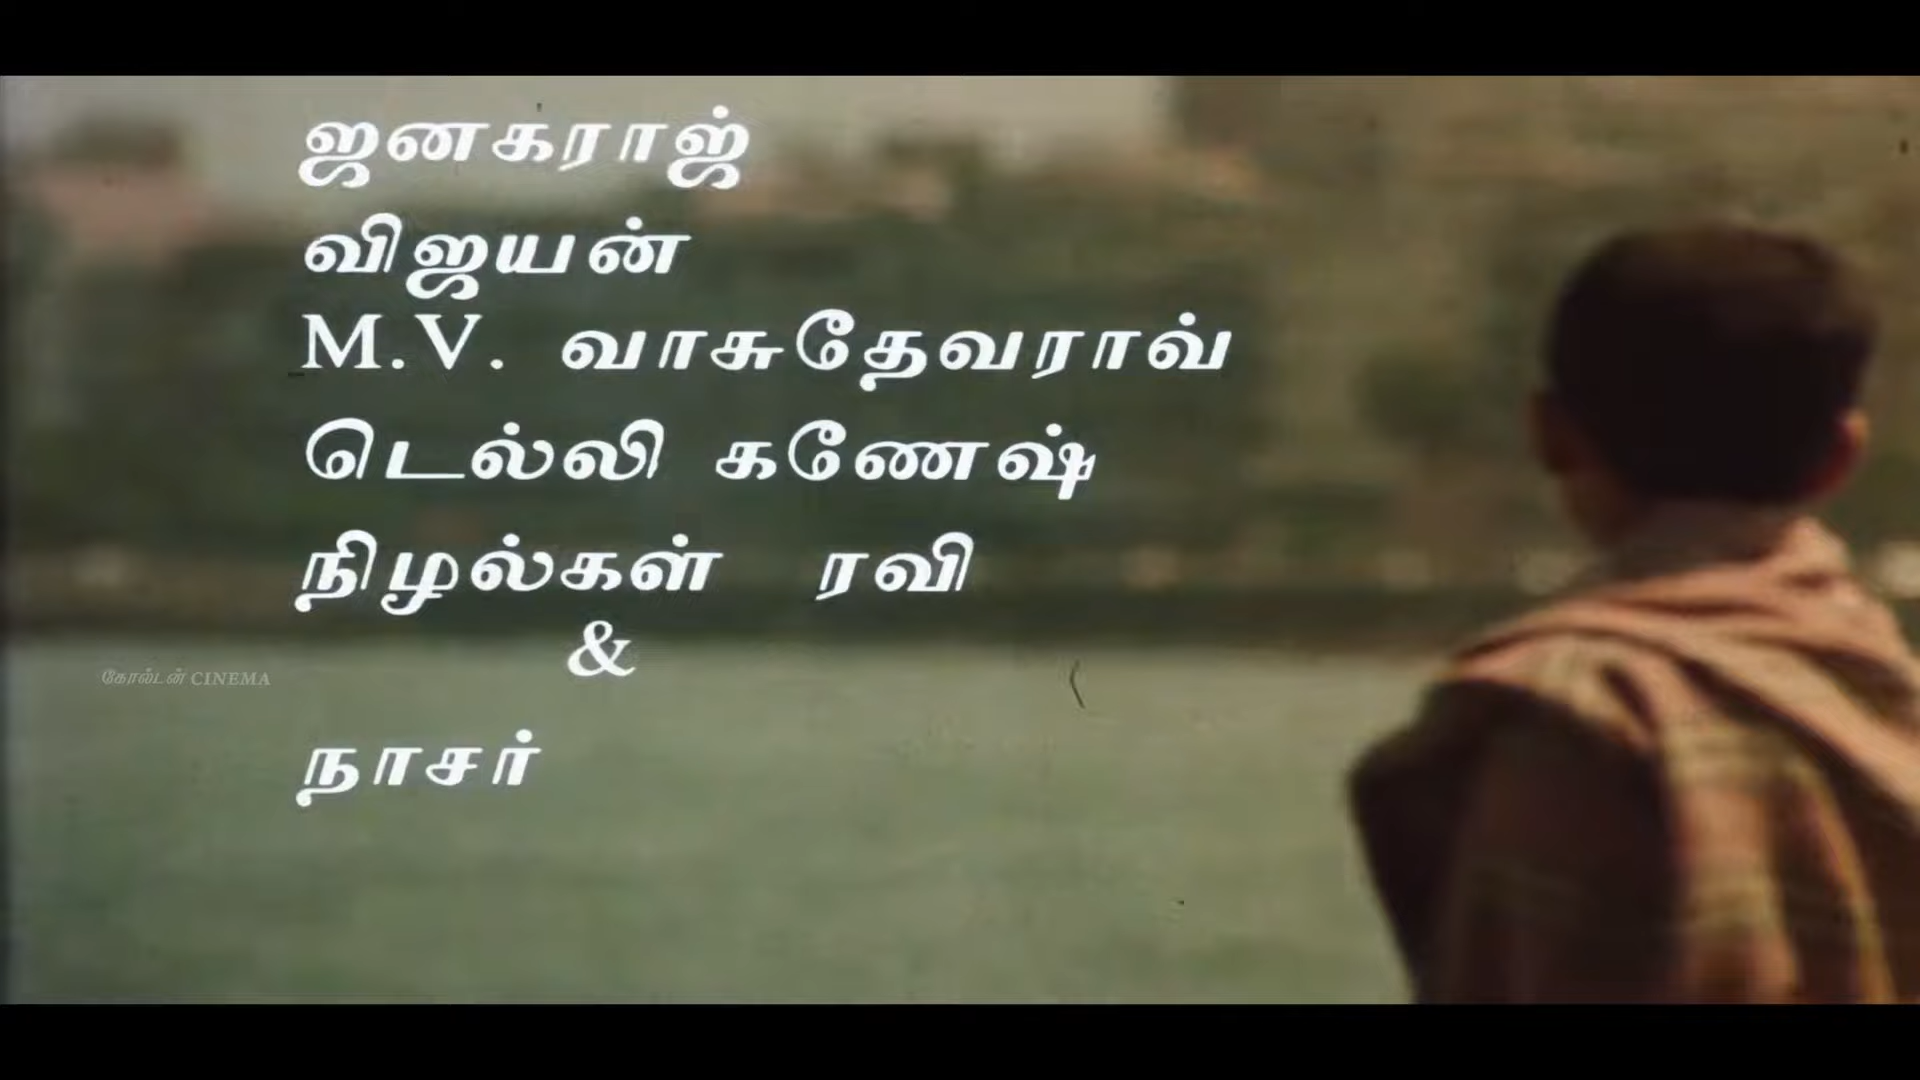 ஜனகராஜ்
விஜயன்
M.V. வாசுதேவராவ்
டெல்லி கணேஷ்
நிழல்கள் ரவி
&
கோல்டன் CINEMA
நாசர்